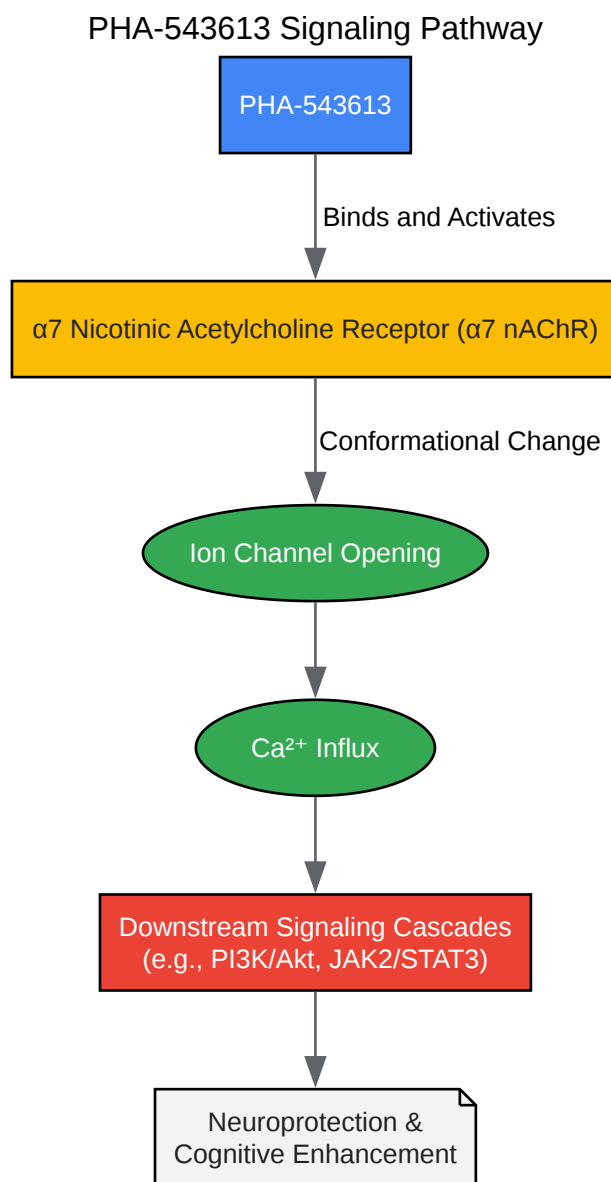 PHA-543613 Signaling Pathway
PHA-543613
Binds and Activates
α7 Nicotinic Acetylcholine Receptor (α7 nAChR)
Conformational Change
Ion Channel Opening
Ca²⁺ Influx
Downstream Signaling Cascades
(e.g., PI3K/Akt, JAK2/STAT3)
Neuroprotection &
Cognitive Enhancement